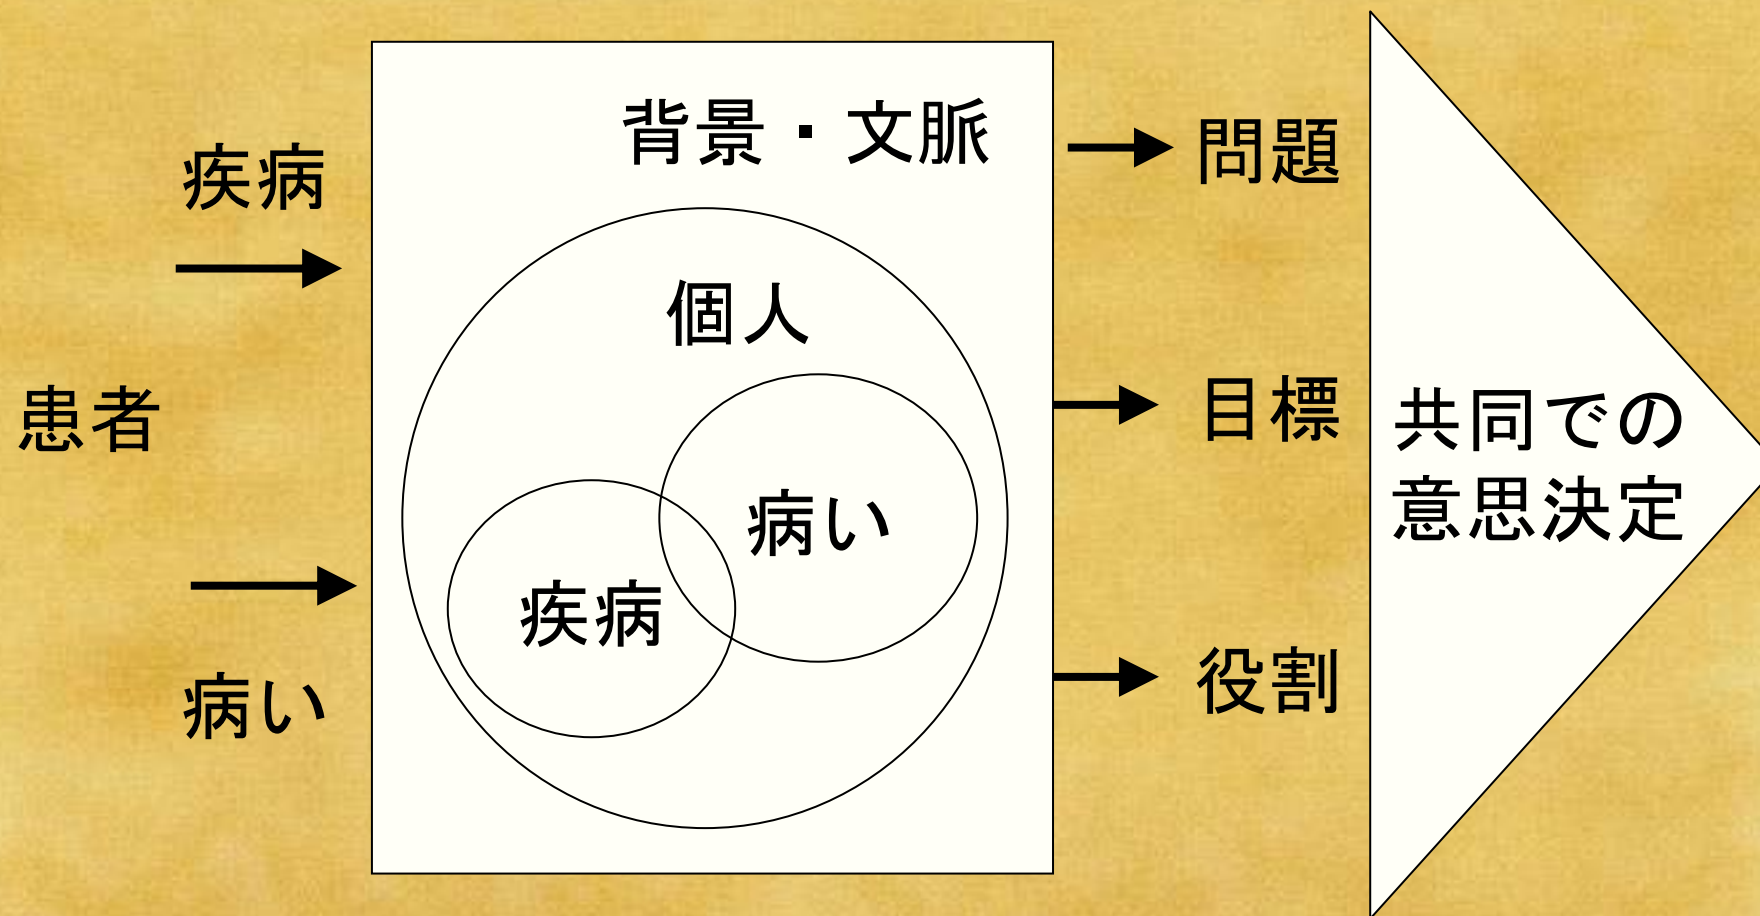 患者
疾病
病い
背景・文脈
個人
病い
疾病
問題
目標
役割
共同での
意思決定